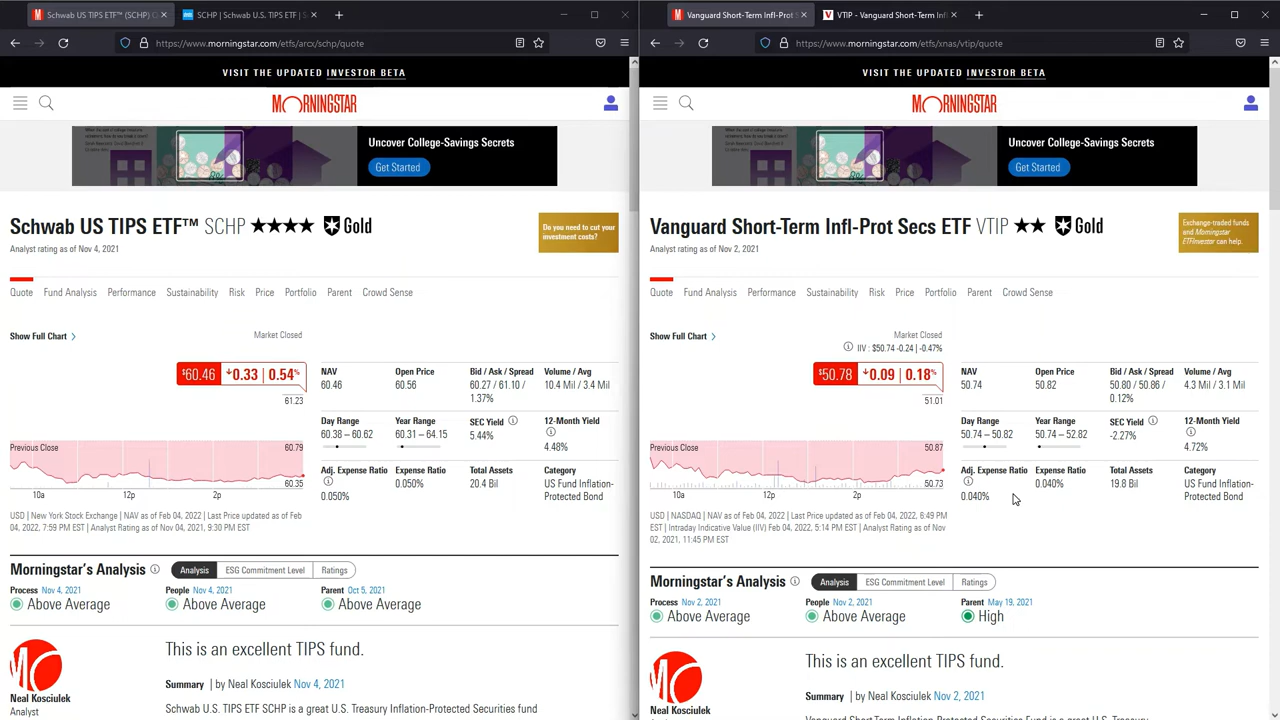 Schwab US TIPS ETF™ (SCHP) Q
SCHP | Schwab U.S. TIPS ETF |
https://www.morningstar.com/etfs/arcx/schp/quote
VISIT THE UPDATED INVESTOR BETA
MORNINGSTAR
Uncover College-Savings Secrets
Get Started
Schwab US TIPS ETF™ SCHP ★★★★ Gold
Do you need to cut your
investment costs?
Analyst rating as of Nov 4, 2021
Quote Fund Analysis Performance Sustainability Risk Price Portfolio Parent Crowd Sense
Show Full Chart
Market Closed
$60.46 0.33 | 0.54%
61.23
Previous Close 60.79
60.35
10a 12p 2p
NAV Open Price Bid / Ask / Spread Volume / Avg
60.46 60.56 60.27 / 61.10 / 10.4 Mil / 3.4 Mil
1.37%
Day Range Year Range SEC Yield 12-Month Yield
60.38 – 60.62 60.31 – 64.15 5.44%
4.48%
Adj. Expense Ratio Expense Ratio Total Assets Category
0.050% 20.4 Bil US Fund Inflation-
0.050% Protected Bond
USD | New York Stock Exchange | NAV as of Feb 04, 2022 | Last Price updated as of Feb
04, 2022, 7:59 PM EST | Analyst Rating as of Nov 04, 2021, 9:30 PM EST
Morningstar's Analysis Analysis ESG Commitment Level Ratings
Process Nov 4, 2021 People Nov 4, 2021 Parent Oct 5, 2021
Above Average Above Average Above Average
This is an excellent TIPS fund.
Neal Kosciulek
Analyst
Summary | by Neal Kosciulek Nov 4, 2021
Schwab U.S. TIPS ETF SCHP is a great U.S. Treasury Inflation-Protected Securities fund
Vanguard Short-Term Infl-Prot S
VTIP - Vanguard Short-Term Inf
https://www.morningstar.com/etfs/xnas/vtip/quote
VISIT THE UPDATED INVESTOR BETA
MORNINGSTAR
Uncover College-Savings Secrets
Get Started
Vanguard Short-Term Infl-Prot Secs ETF VTIP ★★ Gold
Exchange-traded funds
and Morningstar
ETFInvestor can help.
Analyst rating as of Nov 2, 2021
Quote Fund Analysis Performance Sustainability Risk Price Portfolio Parent Crowd Sense
Show Full Chart
Market Closed
IIV : $50.74 -0.24 | -0.47%
$50.78 0.09 | 0.18%
51.01
Previous Close 50.87
50.73
10a 12p 2p
NAV Open Price Bid / Ask / Spread Volume / Avg
50.74 50.82 50.80 / 50.86 / 4.3 Mil / 3.1 Mil
0.12%
Day Range Year Range SEC Yield 12-Month Yield
50.74 – 50.82 50.74 – 52.82 -2.27%
4.72%
Adj. Expense Ratio Expense Ratio Total Assets Category
0.040% 19.8 Bil US Fund Inflation-
0.040% Protected Bond
USD | NASDAQ | NAV as of Feb 04, 2022 | Last Price updated as of Feb 04, 2022, 6:49 PM
EST | Intraday Indicative Value (IIV) Feb 04, 2022, 5:14 PM EST | Analyst Rating as of Nov
02, 2021, 11:45 PM EST
Morningstar's Analysis Analysis ESG Commitment Level Ratings
Process Nov 2, 2021 People Nov 2, 2021 Parent May 19, 2021
Above Average Above Average High
This is an excellent TIPS fund.
Neal Kosciulek
Summary | by Neal Kosciulek Nov 2, 2021
Vanguard Short-Term Inflation-Protected Securities Fund is a great U.S. Treasury